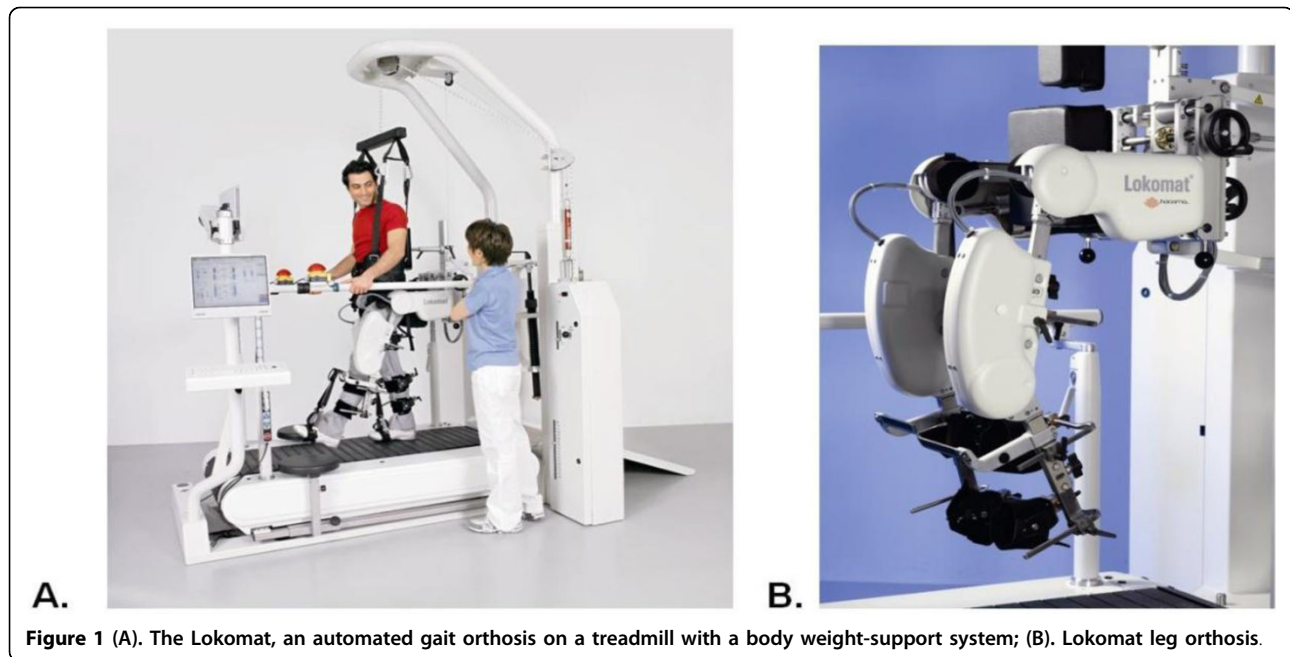 Lokomat
Lokomat®
hocoma
A.
B.
Figure 1 (A). The Lokomat, an automated gait orthosis on a treadmill with a body weight-support system; (B). Lokomat leg orthosis.